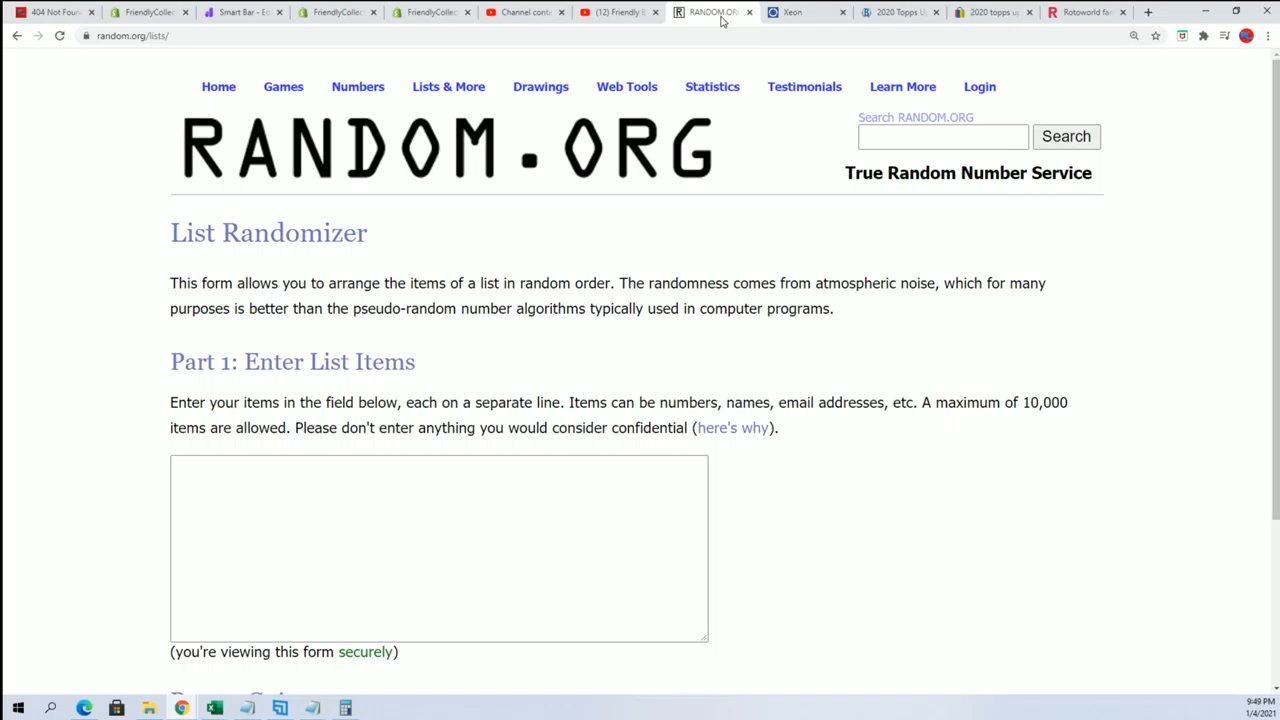 404 Not Foun
FriendlyCollec
Smart Bar - Ec
FriendlyCollec
FriendlyCollec
Channel conte
(12) Friendly B
RANDOM.ORG
Xeon
2020 Topps U
2020 topps up
Rotoworld fan
random.org/lists/
Home
Games
Numbers
Lists & More
Drawings
Web Tools
Statistics
Testimonials
Learn More
Login
RANDOM.ORG
Search RANDOM.ORG
Search
True Random Number Service
List Randomizer
This form allows you to arrange the items of a list in random order. The randomness comes from atmospheric noise, which for many
purposes is better than the pseudo-random number algorithms typically used in computer programs.
Part 1: Enter List Items
Enter your items in the field below, each on a separate line. Items can be numbers, names, email addresses, etc. A maximum of 10,000
items are allowed. Please don't enter anything you would consider confidential (here's why).
(you're viewing this form securely)
9:49 PM
1/4/2021